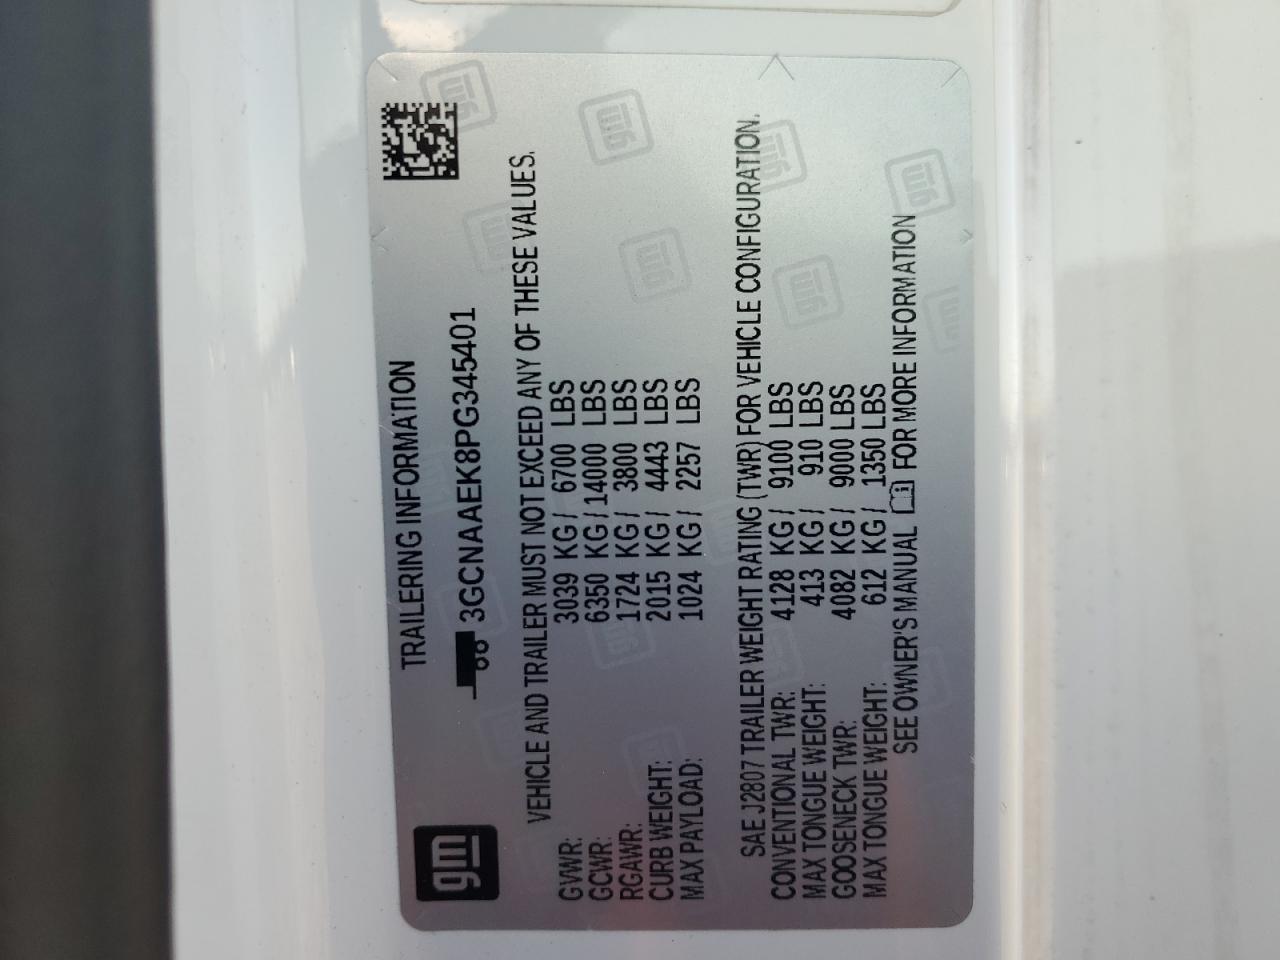 gm
TRAILERING INFORMATION
3GCNAAEK8PG345401
VEHICLE AND TRAILER MUST NOT EXCEED ANY OF THESE VALUES.
GVWR: 3039 KG / 6700 LBS
GCWR: 6350 KG / 14000 LBS
RGAWR: 1724 KG / 3800 LBS
CURB WEIGHT: 2015 KG / 4443 LBS
MAX PAYLOAD: 1024 KG / 2257 LBS
SAE J2807 TRAILER WEIGHT RATING (TWR) FOR VEHICLE CONFIGURATION.
CONVENTIONAL TWR: 4128 KG / 9100 LBS
MAX TONGUE WEIGHT: 413 KG / 910 LBS
GOOSENECK TWR: 4082 KG / 9000 LBS
MAX TONGUE WEIGHT: 612 KG / 1350 LBS
SEE OWNER'S MANUAL FOR MORE INFORMATION